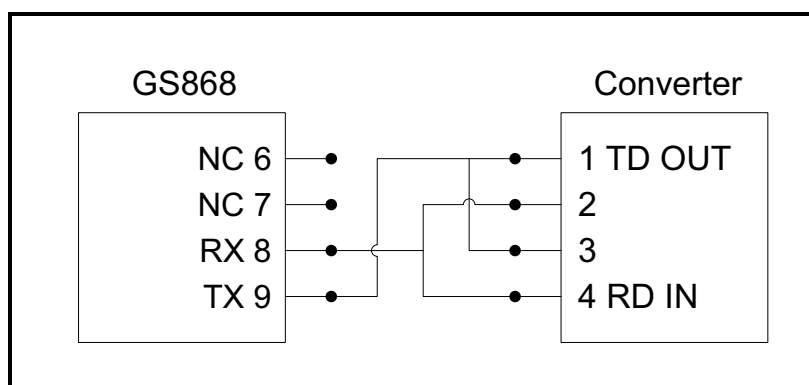 GS868
NC 6
NC 7
RX 8
TX 9
Converter
1 TD OUT
2
3
4 RD IN